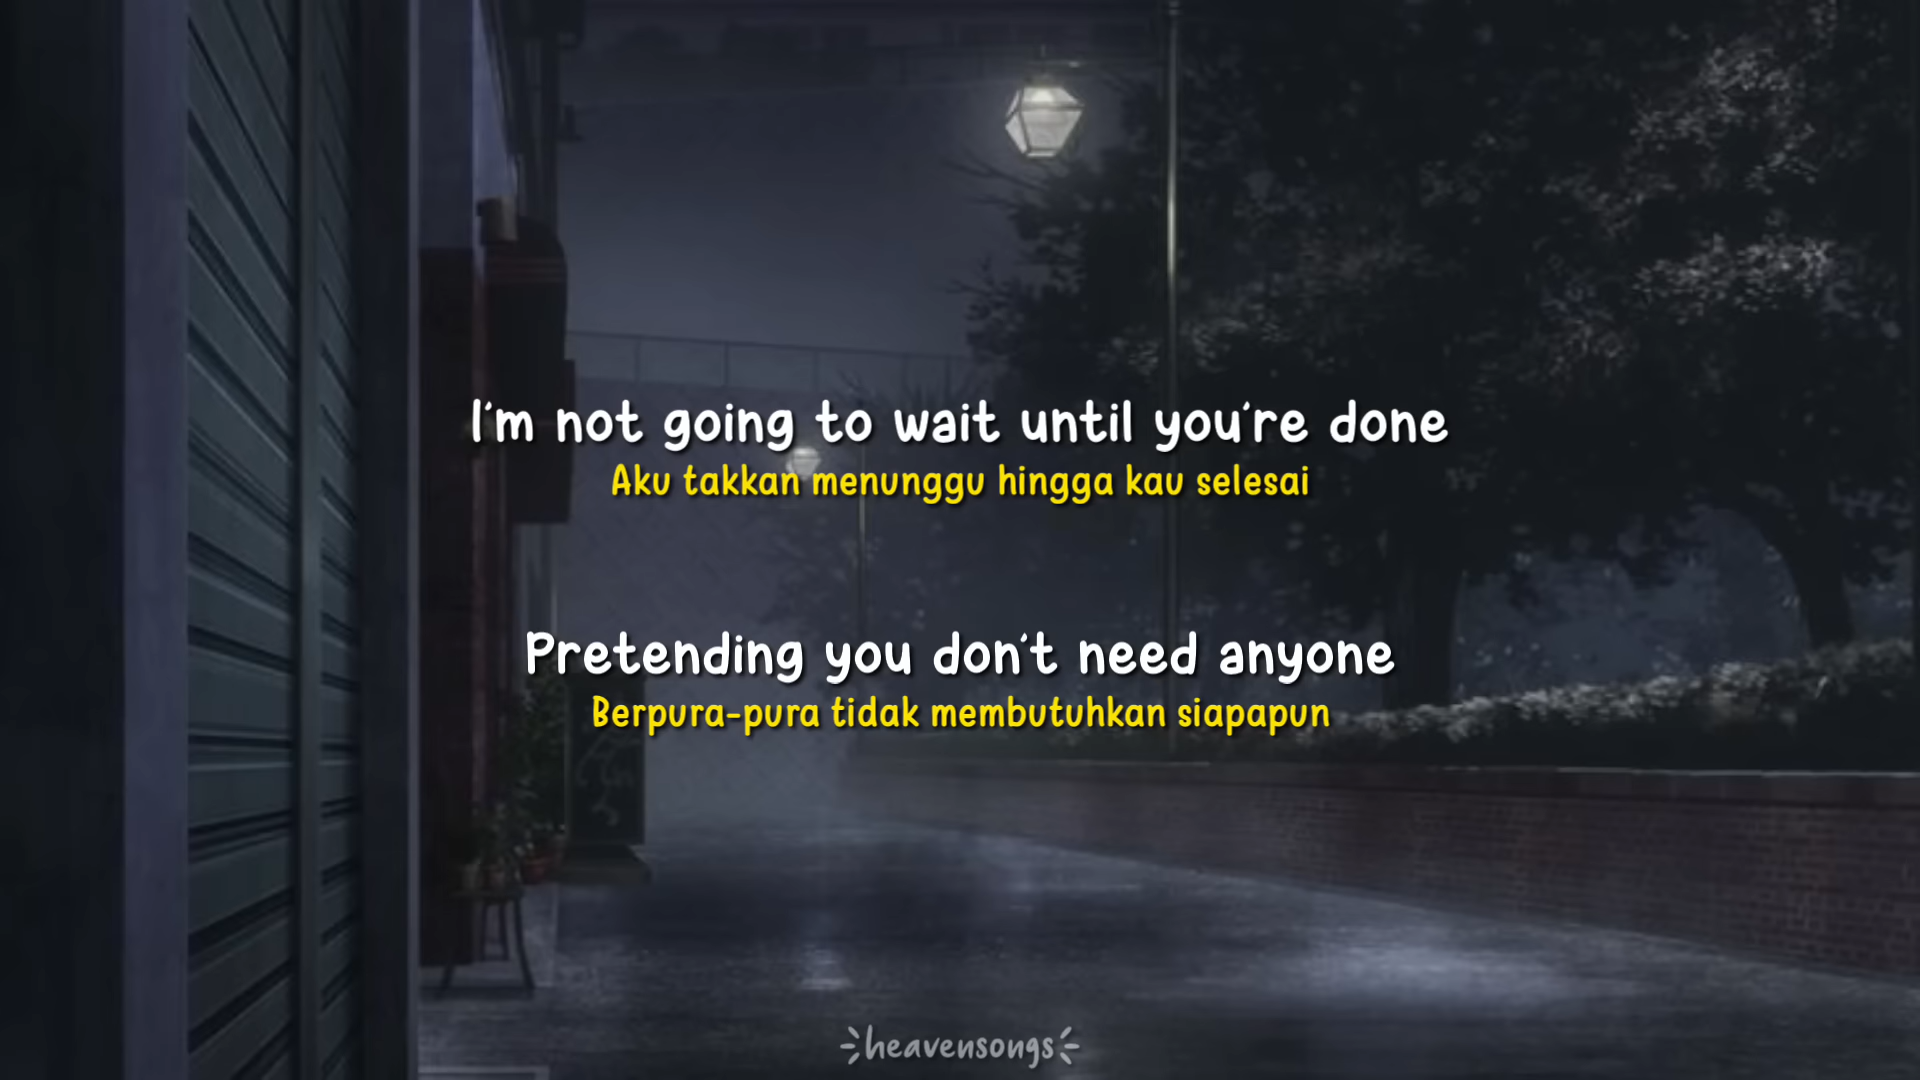 I'm not going to wait until you're done
Aku takkan menunggu hingga kau selesai
Pretending you don't need anyone
Berpura-pura tidak membutuhkan siapapun
heavensongs